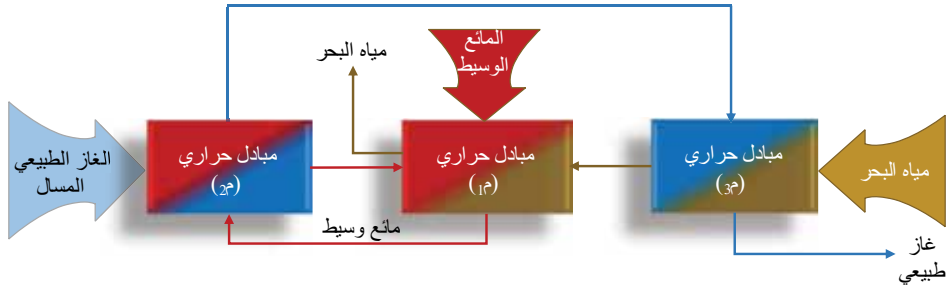 المائع
الوسيط
مياه البحر
مياه البحر
مبادل حراري
(م3)
مبادل حراري
(م1)
مبادل حراري
(م2)
الغاز الطبيعي
المسال
مائع وسيط
غاز
طبيعي